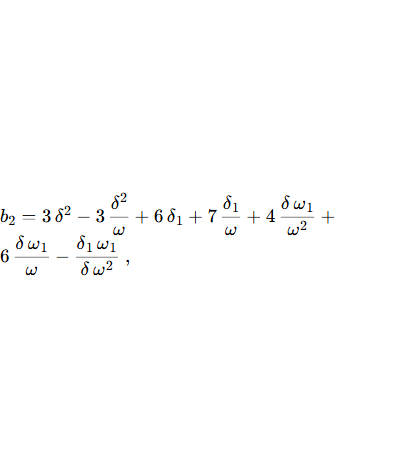 b₂ = 3 δ² − 3 δ²/ω + 6 δ₁ + 7 δ₁/ω + 4 δ ω₁/ω² +
6 δ ω₁/ω − δ₁ ω₁/δ ω² ,